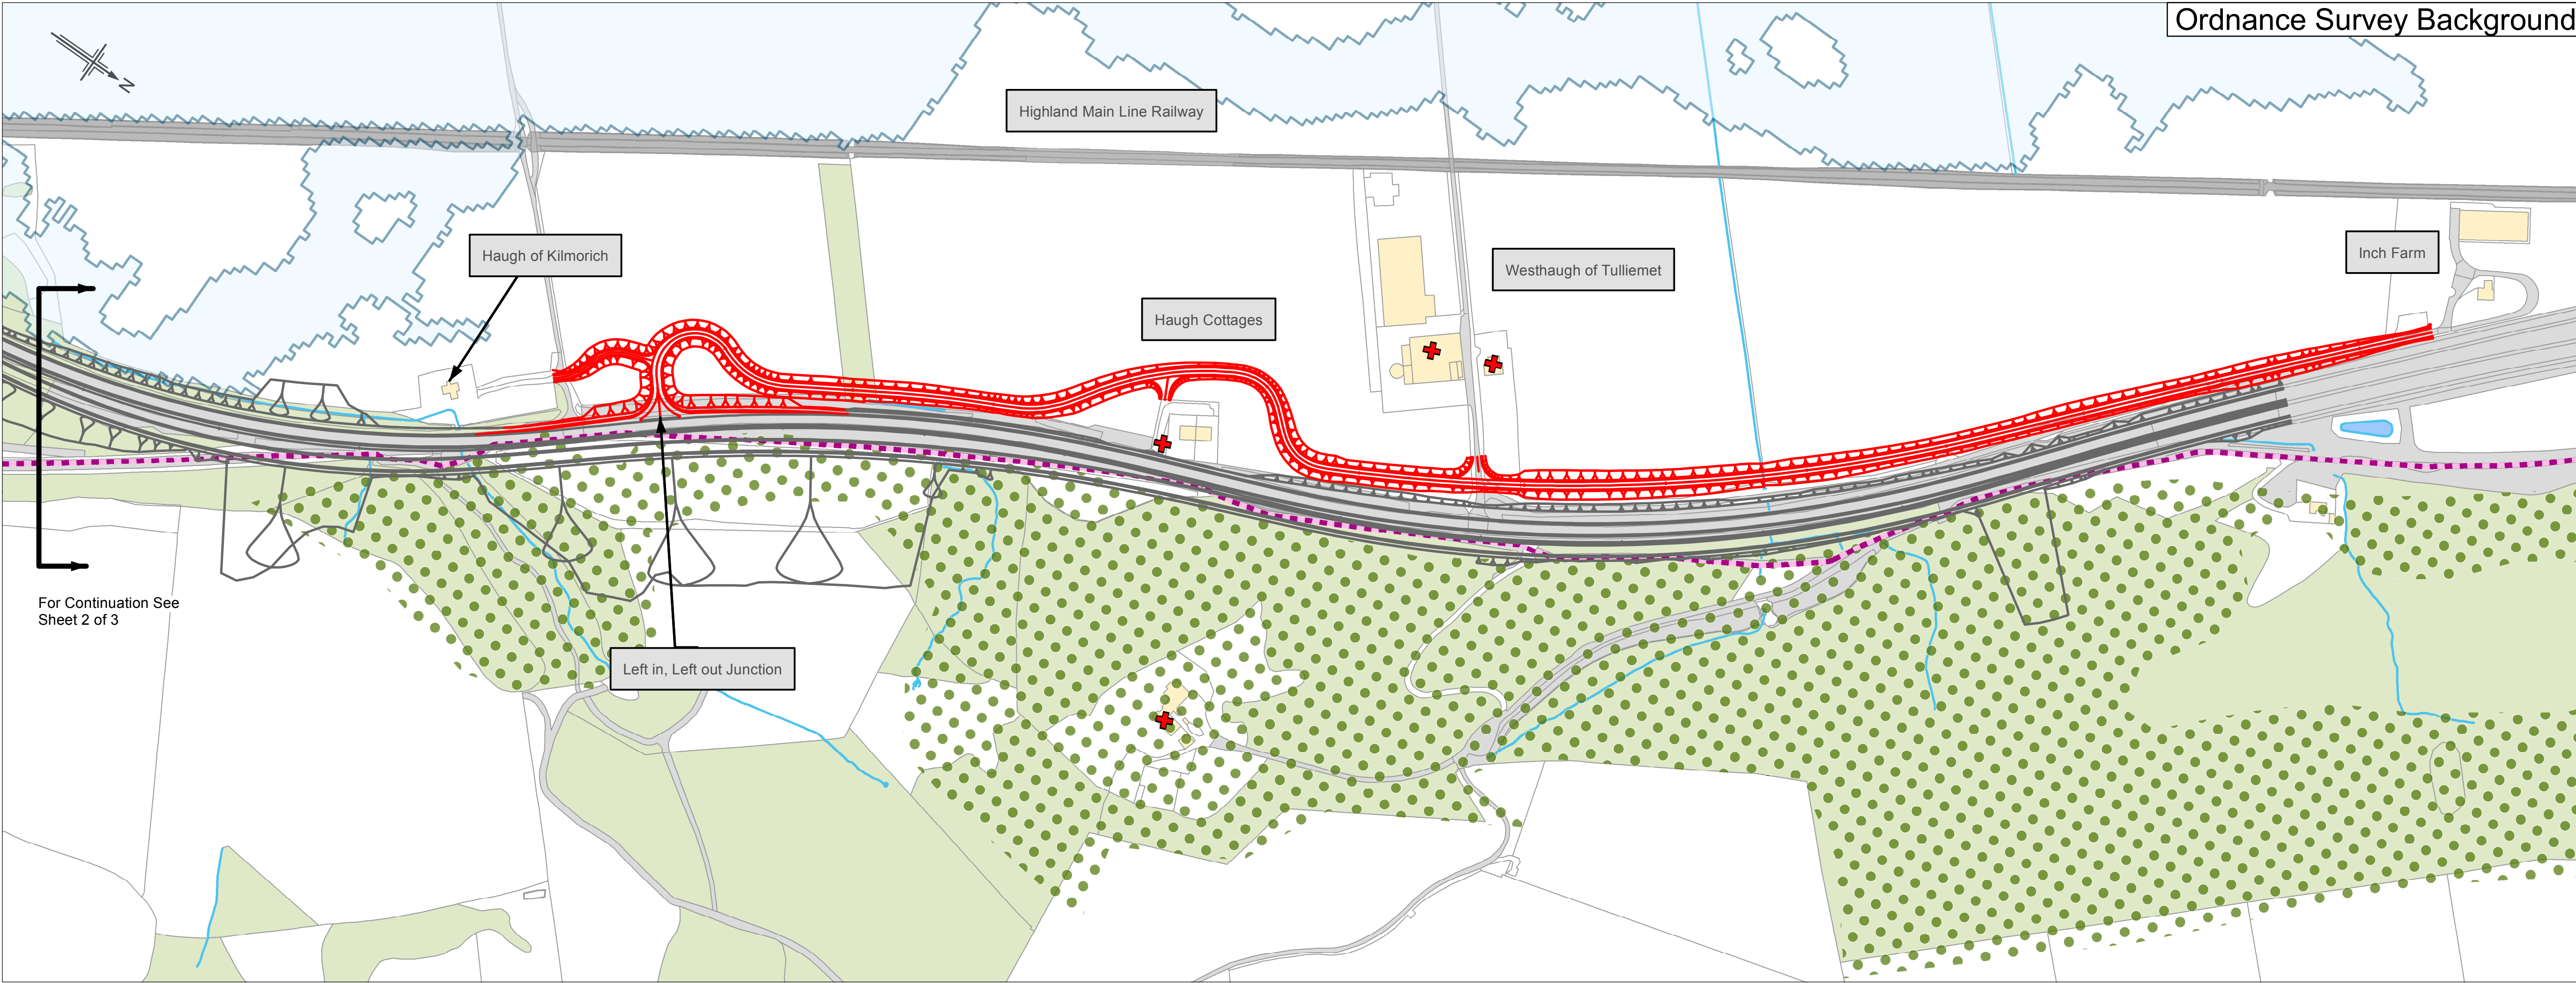 Ordnance Survey Background
N
Highland Main Line Railway
Haugh of Kilmorich
Westhaugh of Tulliemet
Inch Farm
Haugh Cottages
For Continuation See
Sheet 2 of 3
Left in, Left out Junction